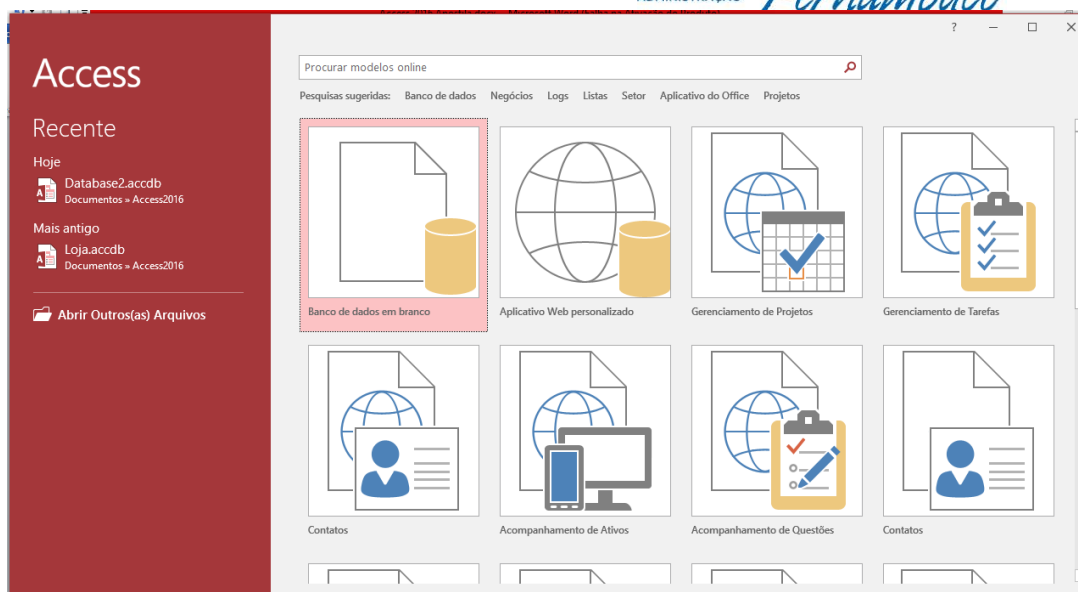 ADMINISTRAÇÃO
Pernambuco
Access
Recente
Hoje
Database2.accdb
Documentos » Access2016
Mais antigo
Loja.accdb
Documentos » Access2016
Abrir Outros(as) Arquivos
?
Procurar modelos online
Pesquisas sugeridas: Banco de dados Negócios Logs Listas Setor Aplicativo do Office Projetos
Banco de dados em branco
Aplicativo Web personalizado
Gerenciamento de Projetos
Gerenciamento de Tarefas
Contatos
Acompanhamento de Ativos
Acompanhamento de Questões
Contatos